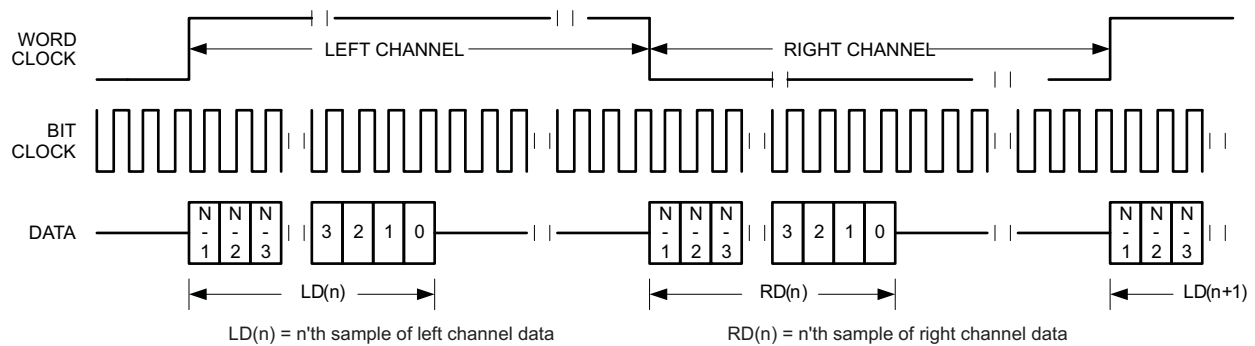 WORD
CLOCK
LEFT CHANNEL
RIGHT CHANNEL
BIT
CLOCK
DATA
N-1 N-2 N-3 3 2 1 0 N-1 N-2 N-3 3 2 1 0 N-1 N-2 N-3
LD(n) RD(n) LD(n+1)
LD(n) = n'th sample of left channel data
RD(n) = n'th sample of right channel data